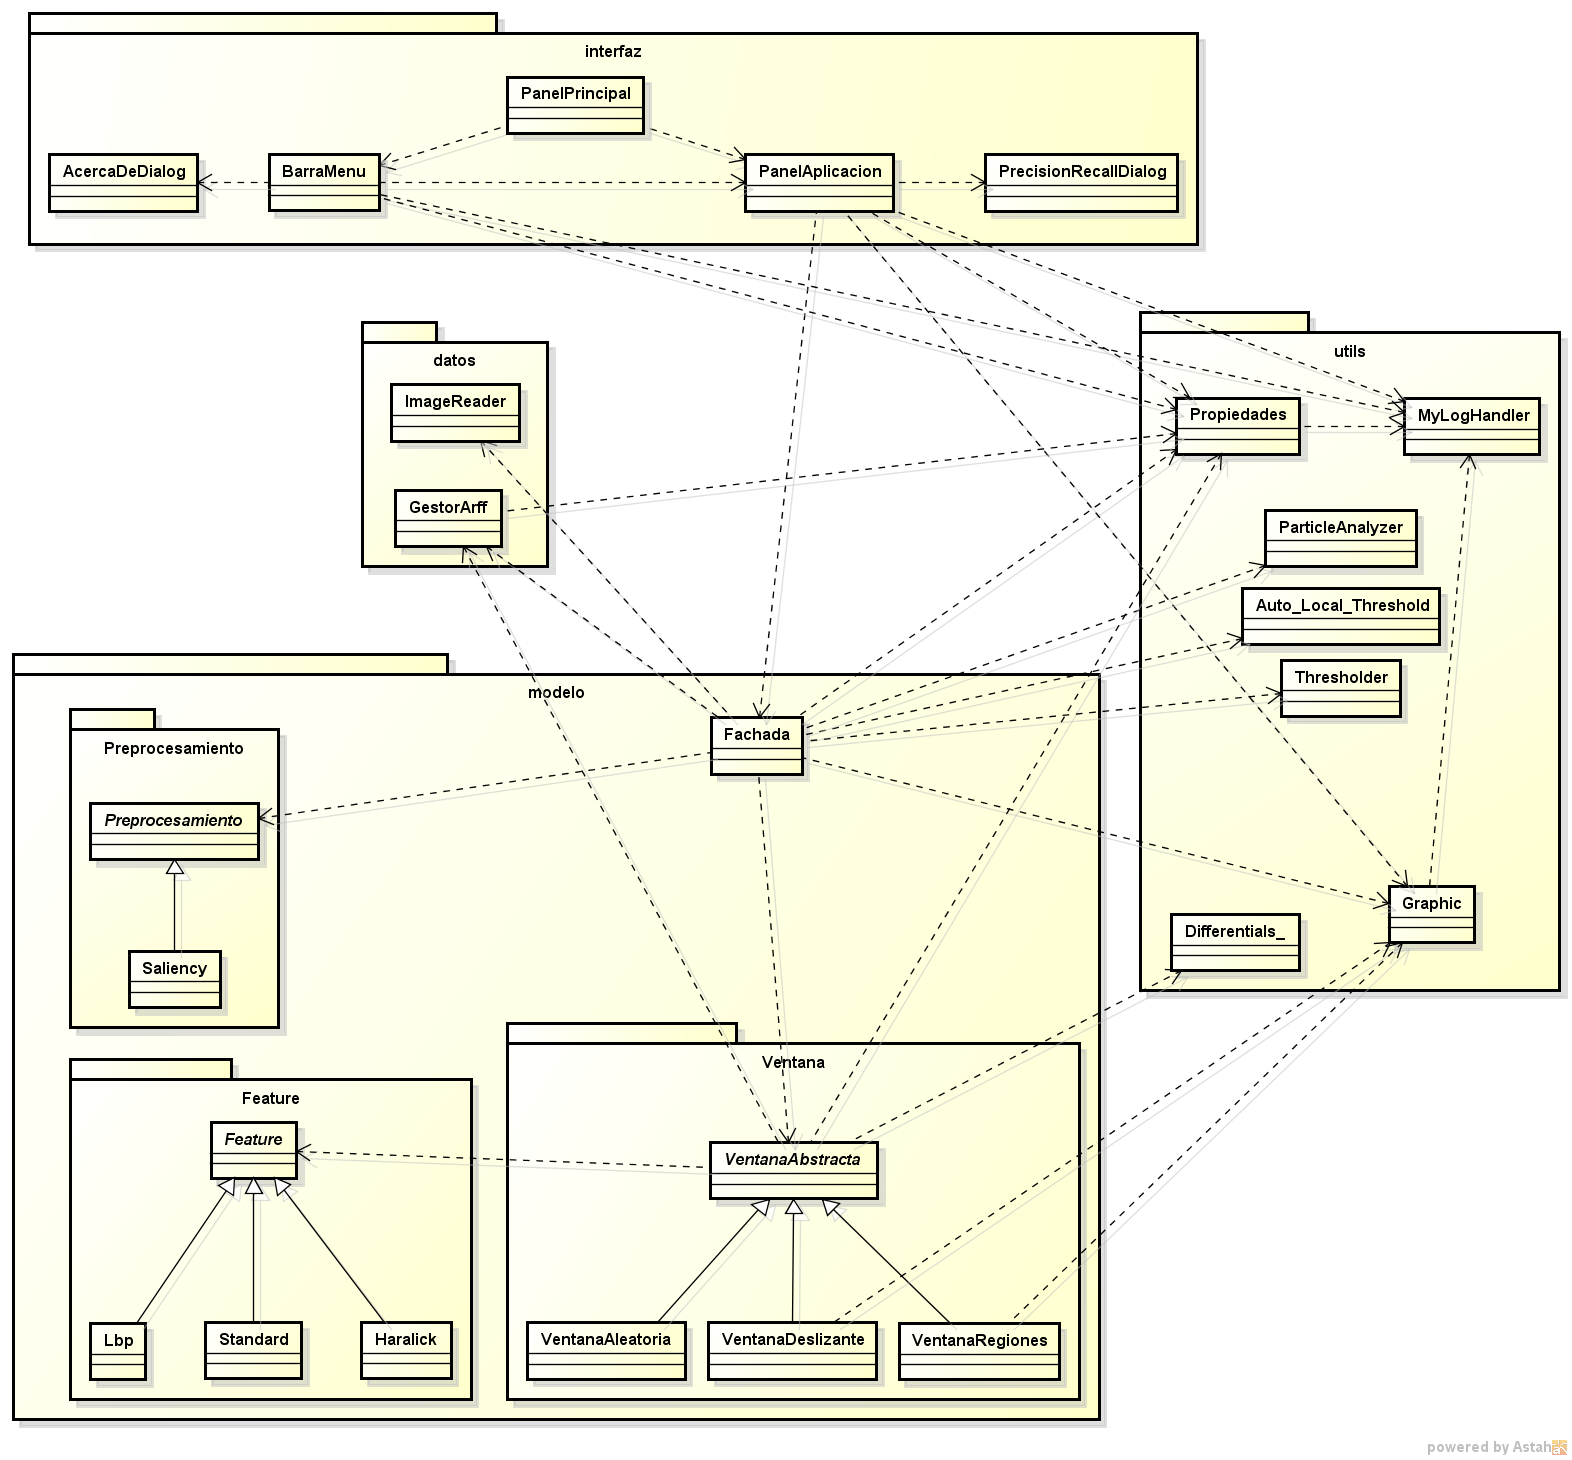 interfaz
PanelPrincipal
AcercaDeDialog
BarraMenu
PanelAplicacion
PrecisionRecallDialog
datos
ImageReader
GestorArff
utils
Propiedades
MyLogHandler
ParticleAnalyzer
Auto_Local_Threshold
Thresholder
Graphic
Differentials_
modelo
Fachada
Preprocesamiento
Preprocesamiento
Saliency
Feature
Feature
Lbp
Standard
Haralick
Ventana
VentanaAbstracta
VentanaAleatoria
VentanaDeslizante
VentanaRegiones
powered by Astah